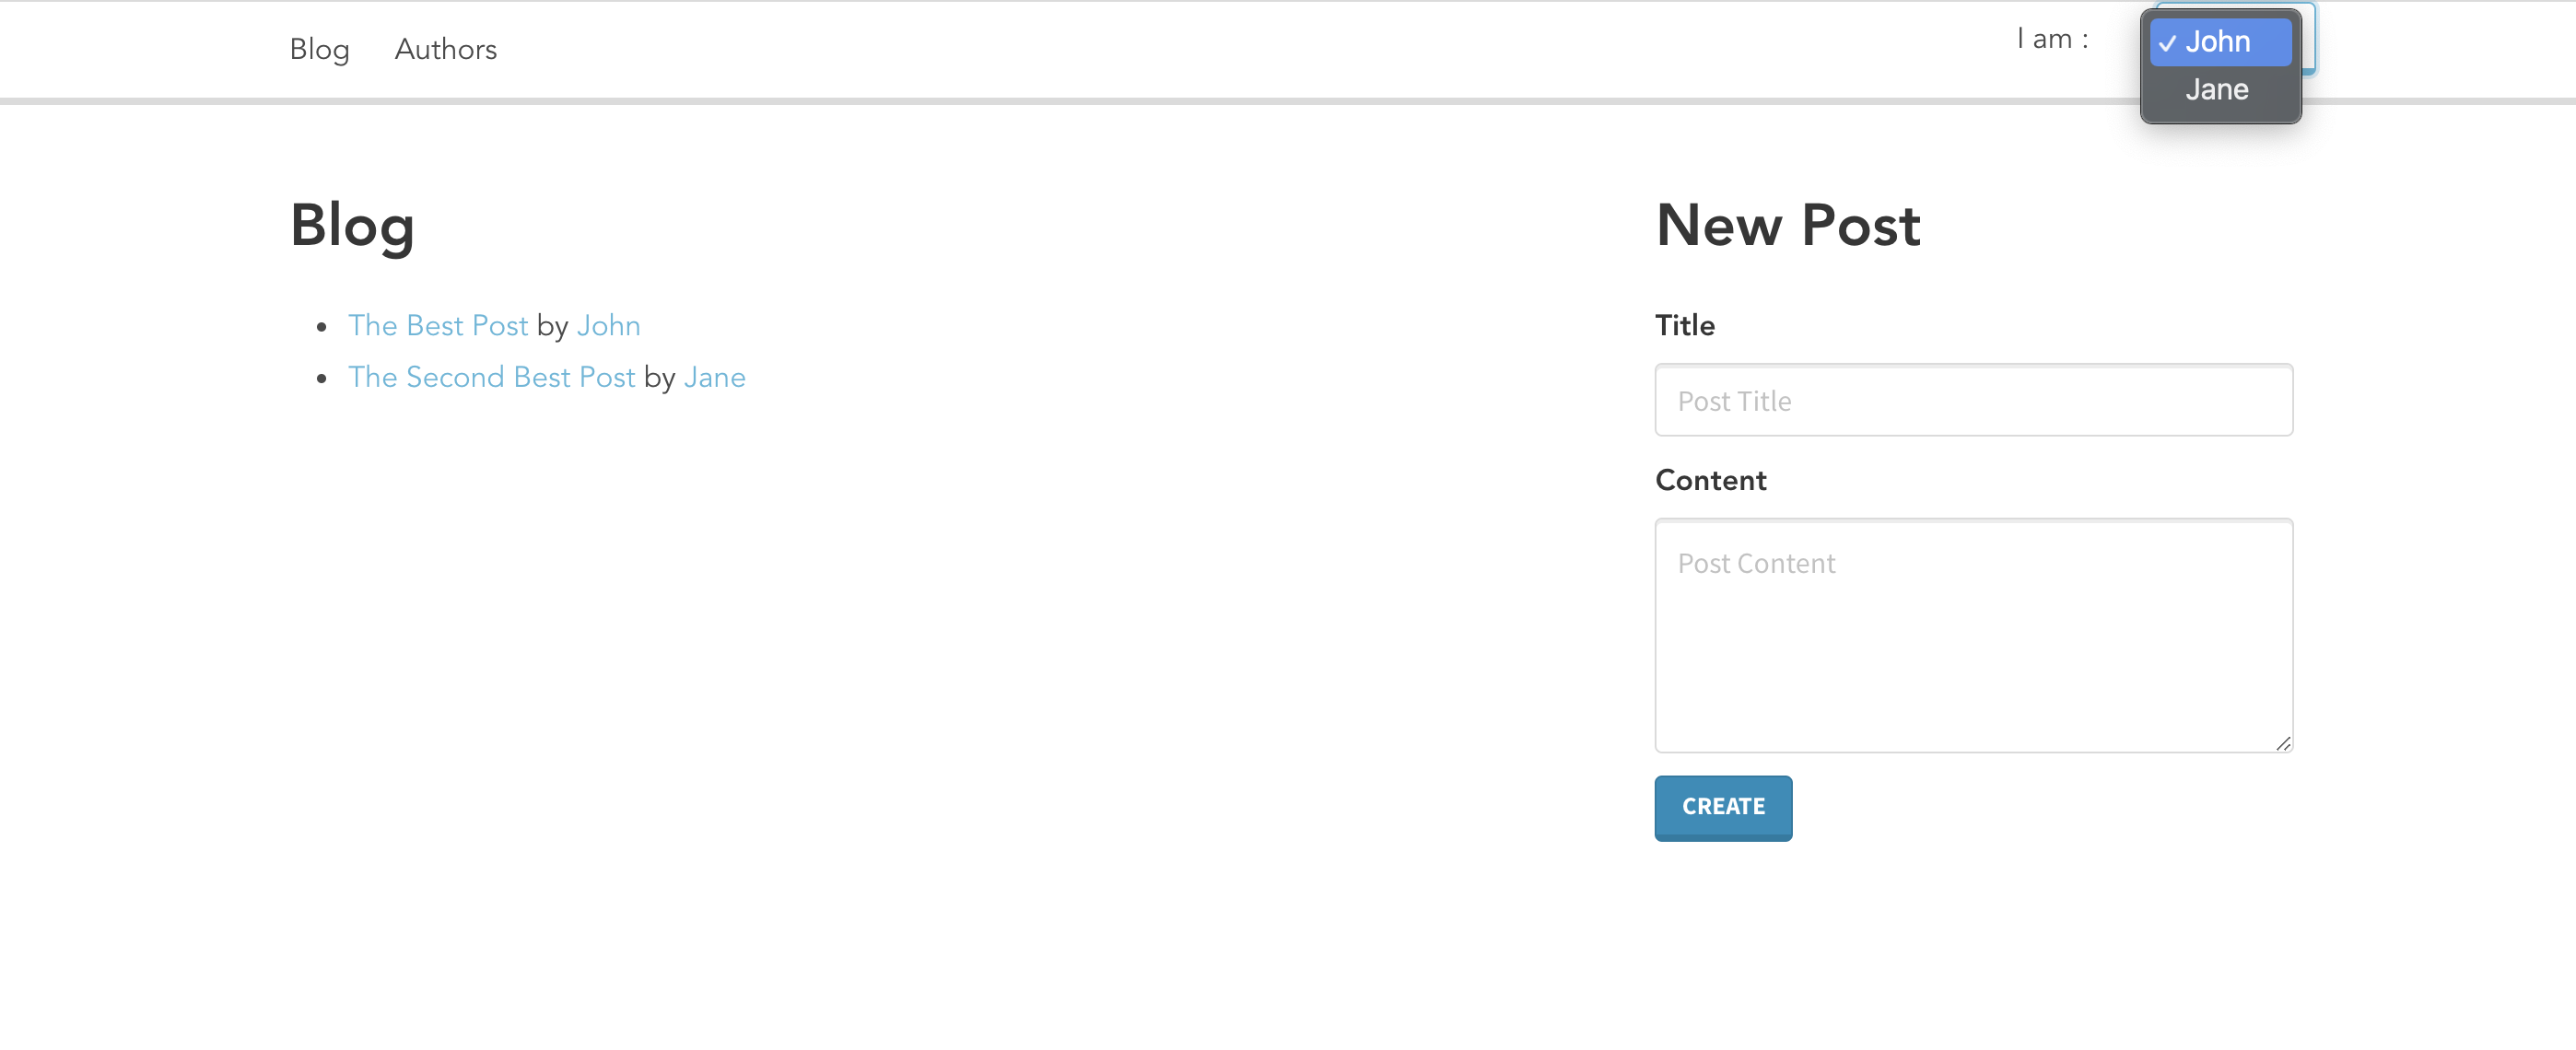 Blog Authors I am :
✓ John
Jane
Blog
The Best Post by John
The Second Best Post by Jane
New Post
Title
Post Title
Content
Post Content
CREATE